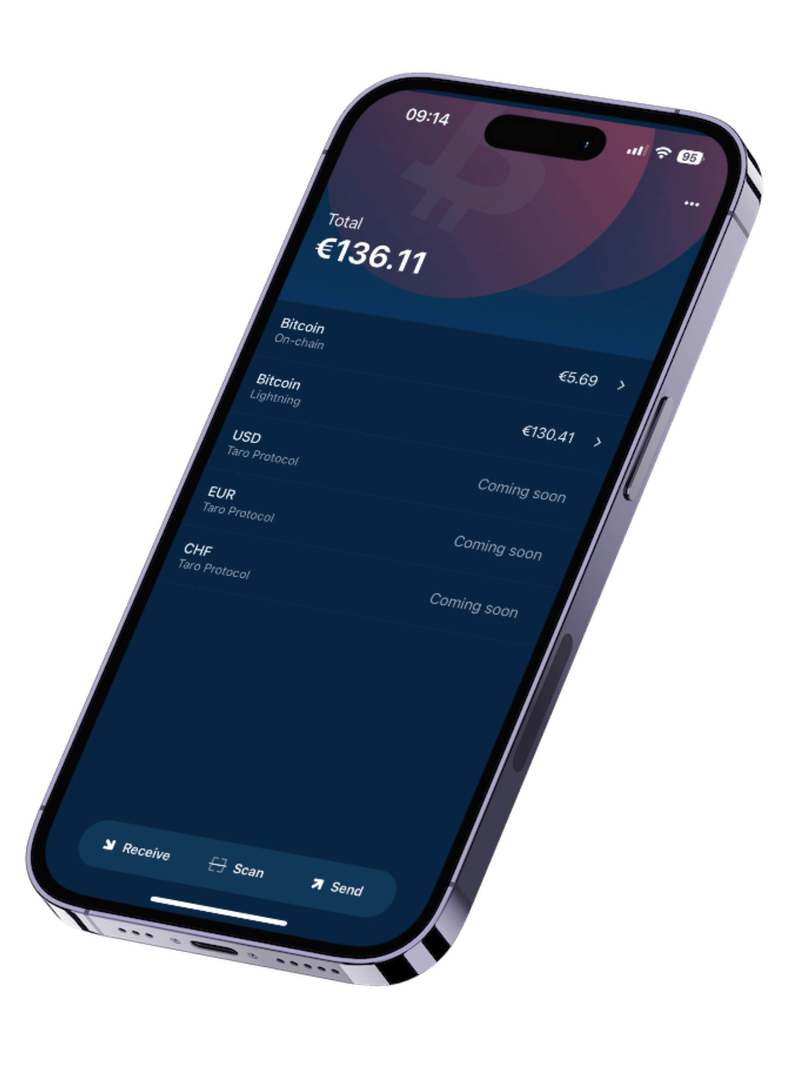 09:14
95
Total
€136.11
Bitcoin
On-chain
€5.69
Bitcoin
Lightning
€130.41
USD
Taro Protocol
Coming soon
EUR
Taro Protocol
Coming soon
CHF
Taro Protocol
Coming soon
Receive
Scan
Send